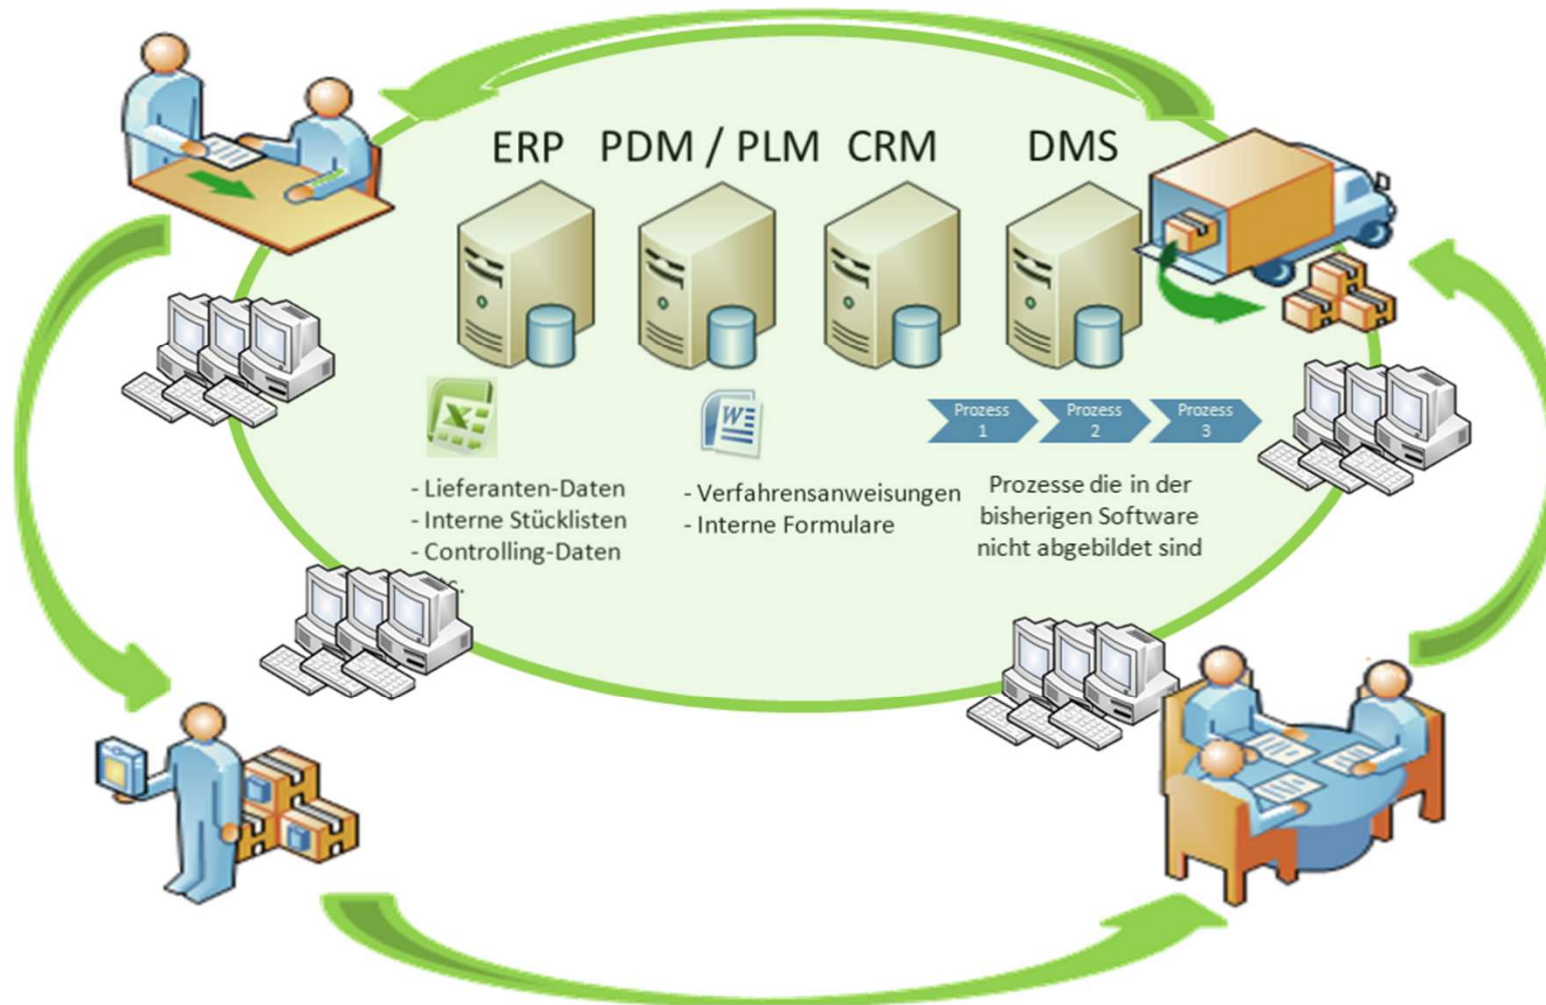 ERP PDM / PLM CRM DMS
- Lieferanten-Daten
- Interne Stücklisten
- Controlling-Daten
- Verfahrensanweisungen
- Interne Formulare
Prozess
1
Prozess
2
Prozess
3
Prozesse die in der
bisherigen Software
nicht abgebildet sind